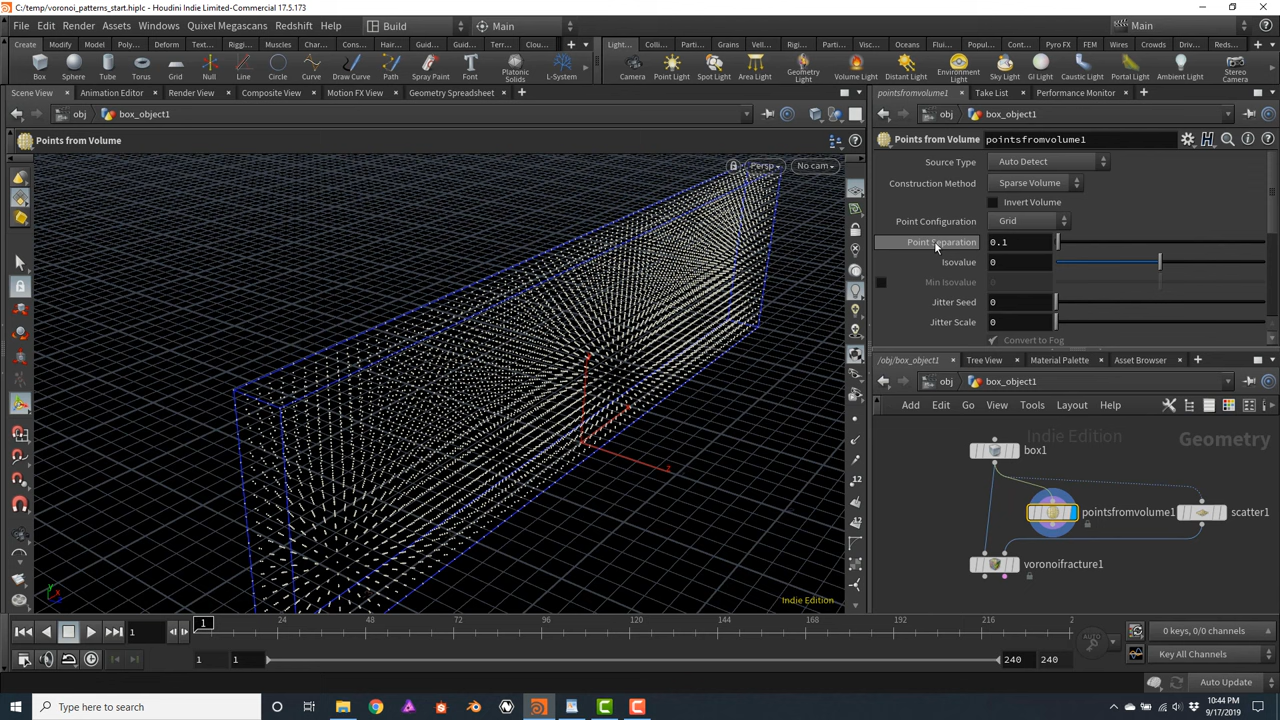 C:/temp/voronoi_patterns_start.hiplc - Houdini Indie Limited-Commercial 17.5.173
File Edit Render Assets Windows Quixel Megascans Redshift Help Build Main Main
Create Modify Model Poly... Deform Text... Riggi... Muscles Char... Cons... Hair... Guid... Guid... Terr... Clou...
Light... Colli... Parti... Grains Vell... Rigi... Parti... Visc... Oceans Flui... Popul... Cont... Pyro FX FEM Wires Crowds Driv... Reds...
Box Sphere Tube Torus Grid Null Line Circle Curve Draw Curve Path Spray Paint Font Platonic Solids L-System
Camera Point Light Spot Light Area Light Geometry Light Volume Light Distant Light Environment Light Sky Light GI Light Caustic Light Portal Light Ambient Light Stereo Camera
Scene View Animation Editor Render View Composite View Motion FX View Geometry Spreadsheet
pointsfromvolume1 Take List Performance Monitor
obj box_object1
obj box_object1
Points from Volume
Points from Volume pointsfromvolume1
Persp No cam
Source Type Auto Detect
Construction Method Sparse Volume
Invert Volume
Point Configuration Grid
Point Separation 0.1
Isovalue 0
Min Isovalue 0
Jitter Seed 0
Jitter Scale 0
Convert to Fog
/obj/box_object1 Tree View Material Palette Asset Browser
obj box_object1
Add Edit Go View Tools Layout Help
Indie Edition
Geometry
box1
pointsfromvolume1
scatter1
voronoifracture1
12
12
12
y
z
x
Indie Edition
1
1
24 48 72 96 120 144 168 192 216 2
AUTO
0 keys, 0/0 channels
1 1 240 240
Key All Channels
Auto Update
Type here to search
10:44 PM
9/17/2019